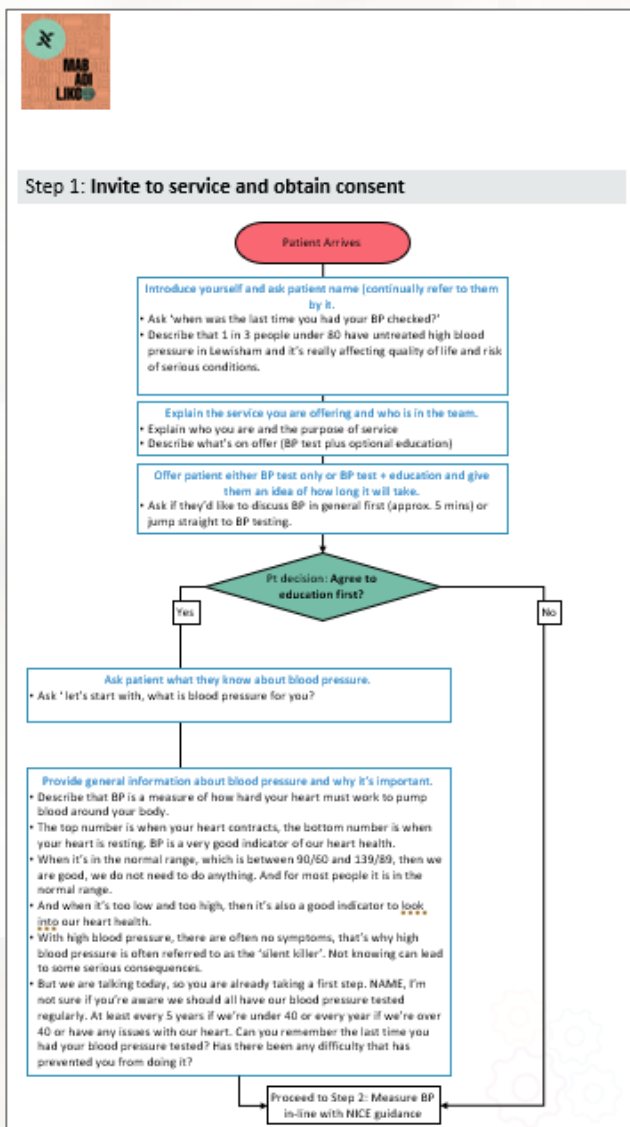 MAB
ADI
LIKO
Step 1: Invite to service and obtain consent
Patient Arrives
Introduce yourself and ask patient name (continually refer to them
by it.
• Ask ‘when was the last time you had your BP checked?’
• Describe that 1 in 3 people under 80 have untreated high blood
pressure in Lewisham and it’s really affecting quality of life and risk
of serious conditions.
Explain the service you are offering and who is in the team.
• Explain who you are and the purpose of service
• Describe what’s on offer (BP test plus optional education)
Offer patient either BP test only or BP test + education and give
them an idea of how long it will take.
• Ask if they’d like to discuss BP in general first (approx. 5 mins) or
jump straight to BP testing.
Pt decision: Agree to
education first?
Yes
No
Ask patient what they know about blood pressure.
• Ask ‘ let’s start with, what is blood pressure for you?
Provide general information about blood pressure and why it’s important.
• Describe that BP is a measure of how hard your heart must work to pump
blood around your body.
• The top number is when your heart contracts, the bottom number is when
your heart is resting. BP is a very good indicator of our heart health.
• When it’s in the normal range, which is between 90/60 and 139/89, then we
are good, we do not need to do anything. And for most people it is in the
normal range.
• And when it’s too low and too high, then it’s also a good indicator to look
into our heart health.
• With high blood pressure, there are often no symptoms, that’s why high
blood pressure is often referred to as the ‘silent killer’. Not knowing can lead
to some serious consequences.
• But we are talking today, so you are already taking a first step. NAME, I’m
not sure if you’re aware we should all have our blood pressure tested
regularly. At least every 5 years if we’re under 40 or every year if we’re over
40 or have any issues with our heart. Can you remember the last time you
had your blood pressure tested? Has there been any difficulty that has
prevented you from doing it?
Proceed to Step 2: Measure BP
in-line with NICE guidance